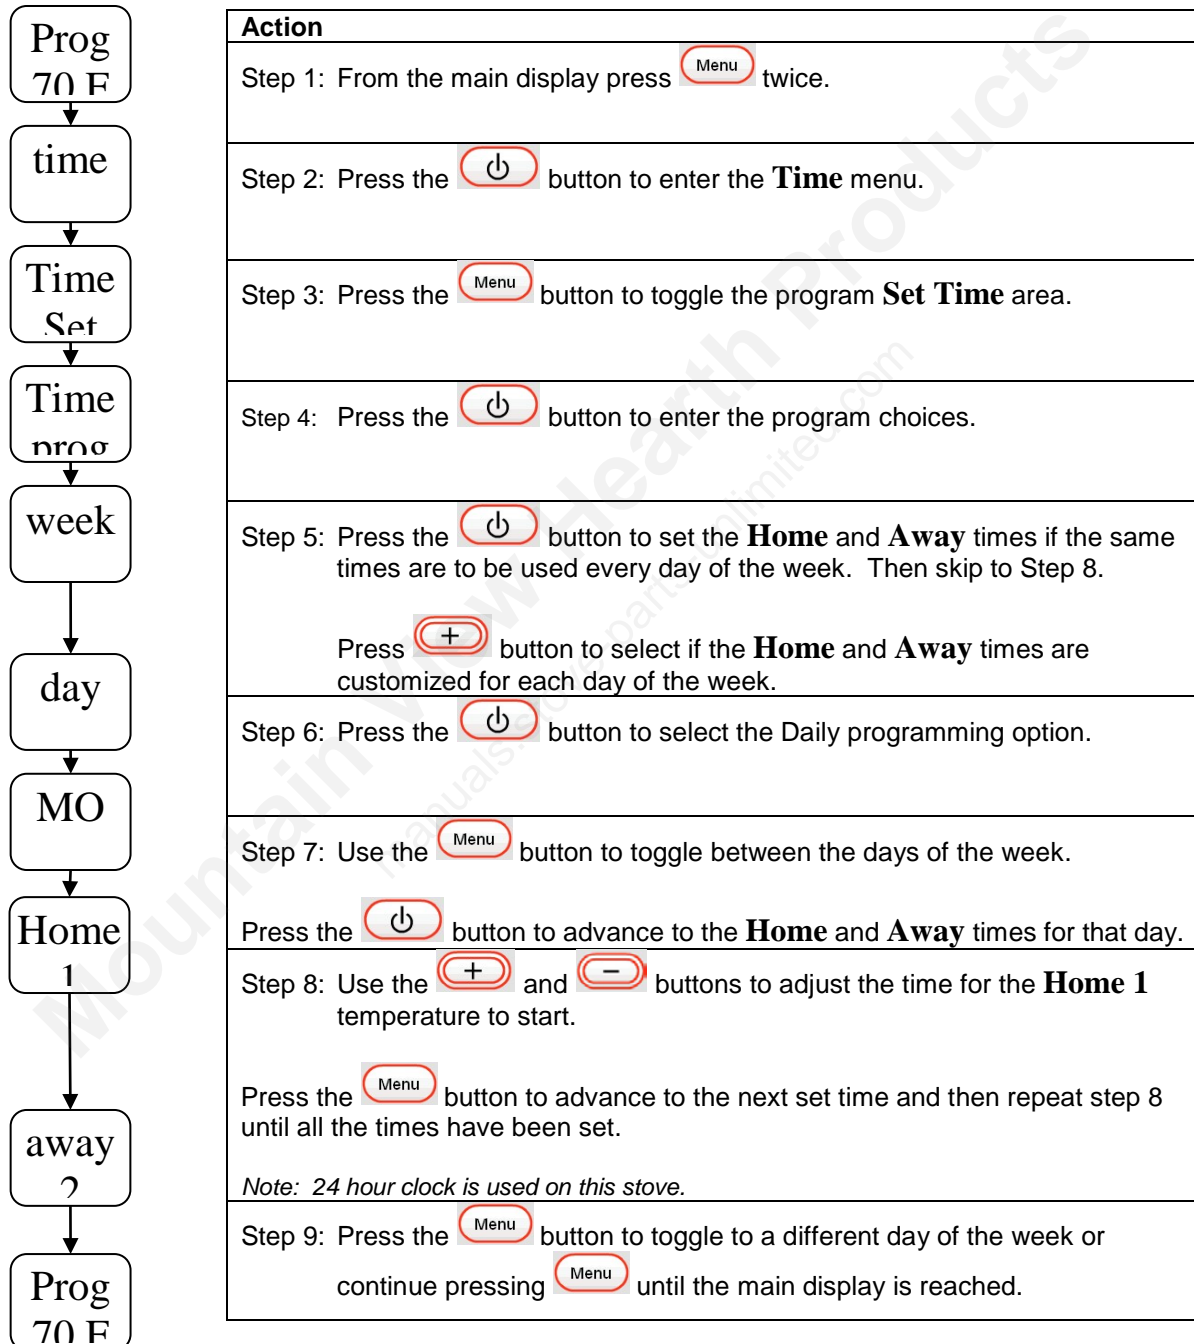 Prog
70 F
time
Time
Set
Time
prog
week
day
MO
Home
1
away
2
Prog
70 F
Action
Step 1: From the main display press Menu twice.
Step 2: Press the button to enter the Time menu.
Step 3: Press the Menu button to toggle the program Set Time area.
Step 4: Press the button to enter the program choices.
Step 5: Press the button to set the Home and Away times if the same
times are to be used every day of the week. Then skip to Step 8.
Press + button to select if the Home and Away times are
customized for each day of the week.
Step 6: Press the button to select the Daily programming option.
Step 7: Use the Menu button to toggle between the days of the week.
Press the button to advance to the Home and Away times for that day.
Step 8: Use the + and − buttons to adjust the time for the Home 1
temperature to start.
Press the Menu button to advance to the next set time and then repeat step 8
until all the times have been set.
Note: 24 hour clock is used on this stove.
Step 9: Press the Menu button to toggle to a different day of the week or
continue pressing Menu until the main display is reached.
Mountain View Hearth Products
manuals.stove-parts-unlimited.com